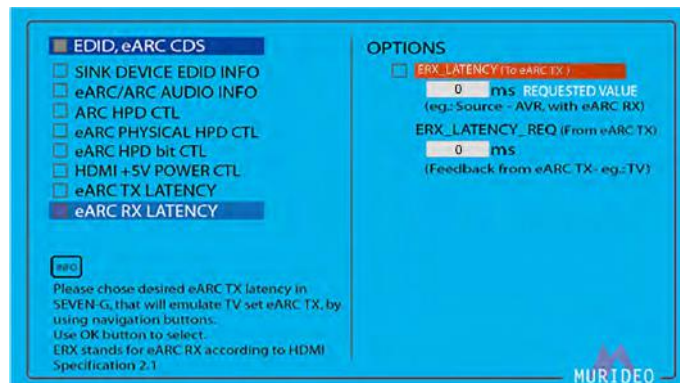 EDID, eARC CDS
SINK DEVICE EDID INFO
eARC/ARC AUDIO INFO
ARC HPD CTL
eARC PHYSICAL HPD CTL
eARC HPD bit CTL
HDMI +5V POWER CTL
eARC TX LATENCY
eARC RX LATENCY
INFO
Please chose desired eARC TX latency in
SEVEN-G, that will emulate TV set eARC TX, by
using navigation buttons.
Use OK button to select.
ERX stands for eARC RX according to HDMI
Specification 2.1
OPTIONS
ERX_LATENCY (To eARC TX )
0 ms REQUESTED VALUE
(eg.: Source - AVR, with eARC RX)
ERX_LATENCY_REQ (From eARC TX)
0 ms
(Feedback from eARC TX- eg.: TV)
MURIDEO